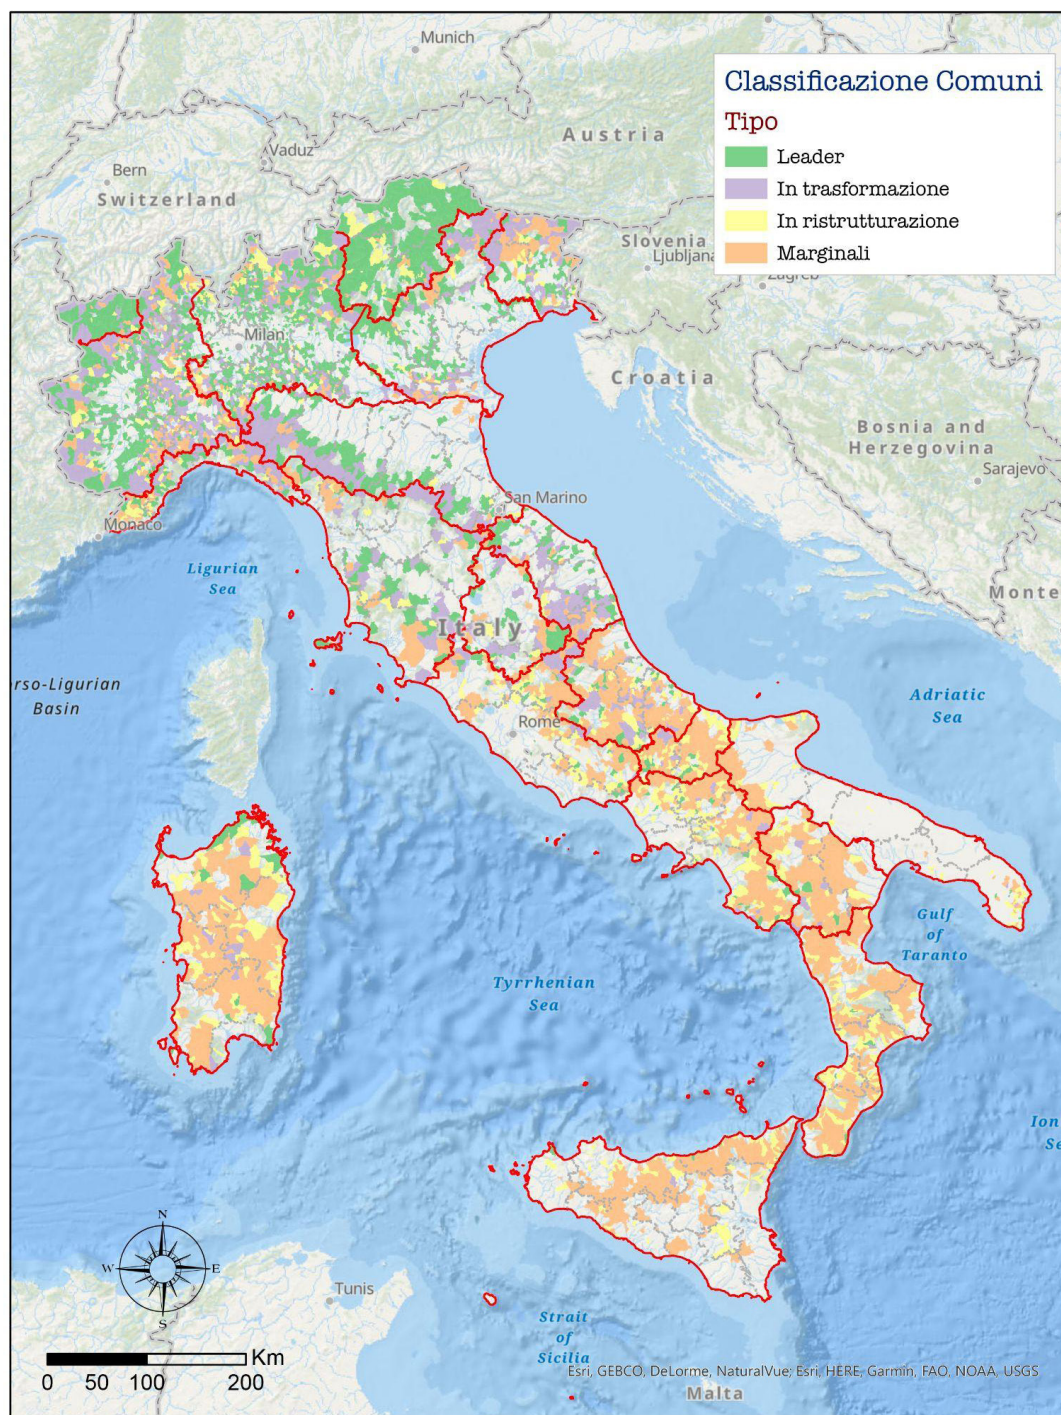 Munich
Classificazione Comuni
Tipo
Leader
In trasformazione
In ristrutturazione
Marginali
Austria
Vaduz
Bern
Switzerland
Slovenia
Ljubljana
Zagreb
Milan
Croatia
Bosnia and
Herzegovina
Sarajevo
San Marino
Monaco
Ligurian
Sea
Monte
Italy
orso-Ligurian
Basin
Adriatic
Sea
Rome
Gulf
of
Taranto
Tyrrhenian
Sea
Ion
Se
N
W E
S
Tunis
Strait
of
Sicilia
Km
0 50 100 200
Esri, GEBCO, DeLorme, NaturalVue; Esri, HERE, Garmin, FAO, NOAA, USGS
Malta